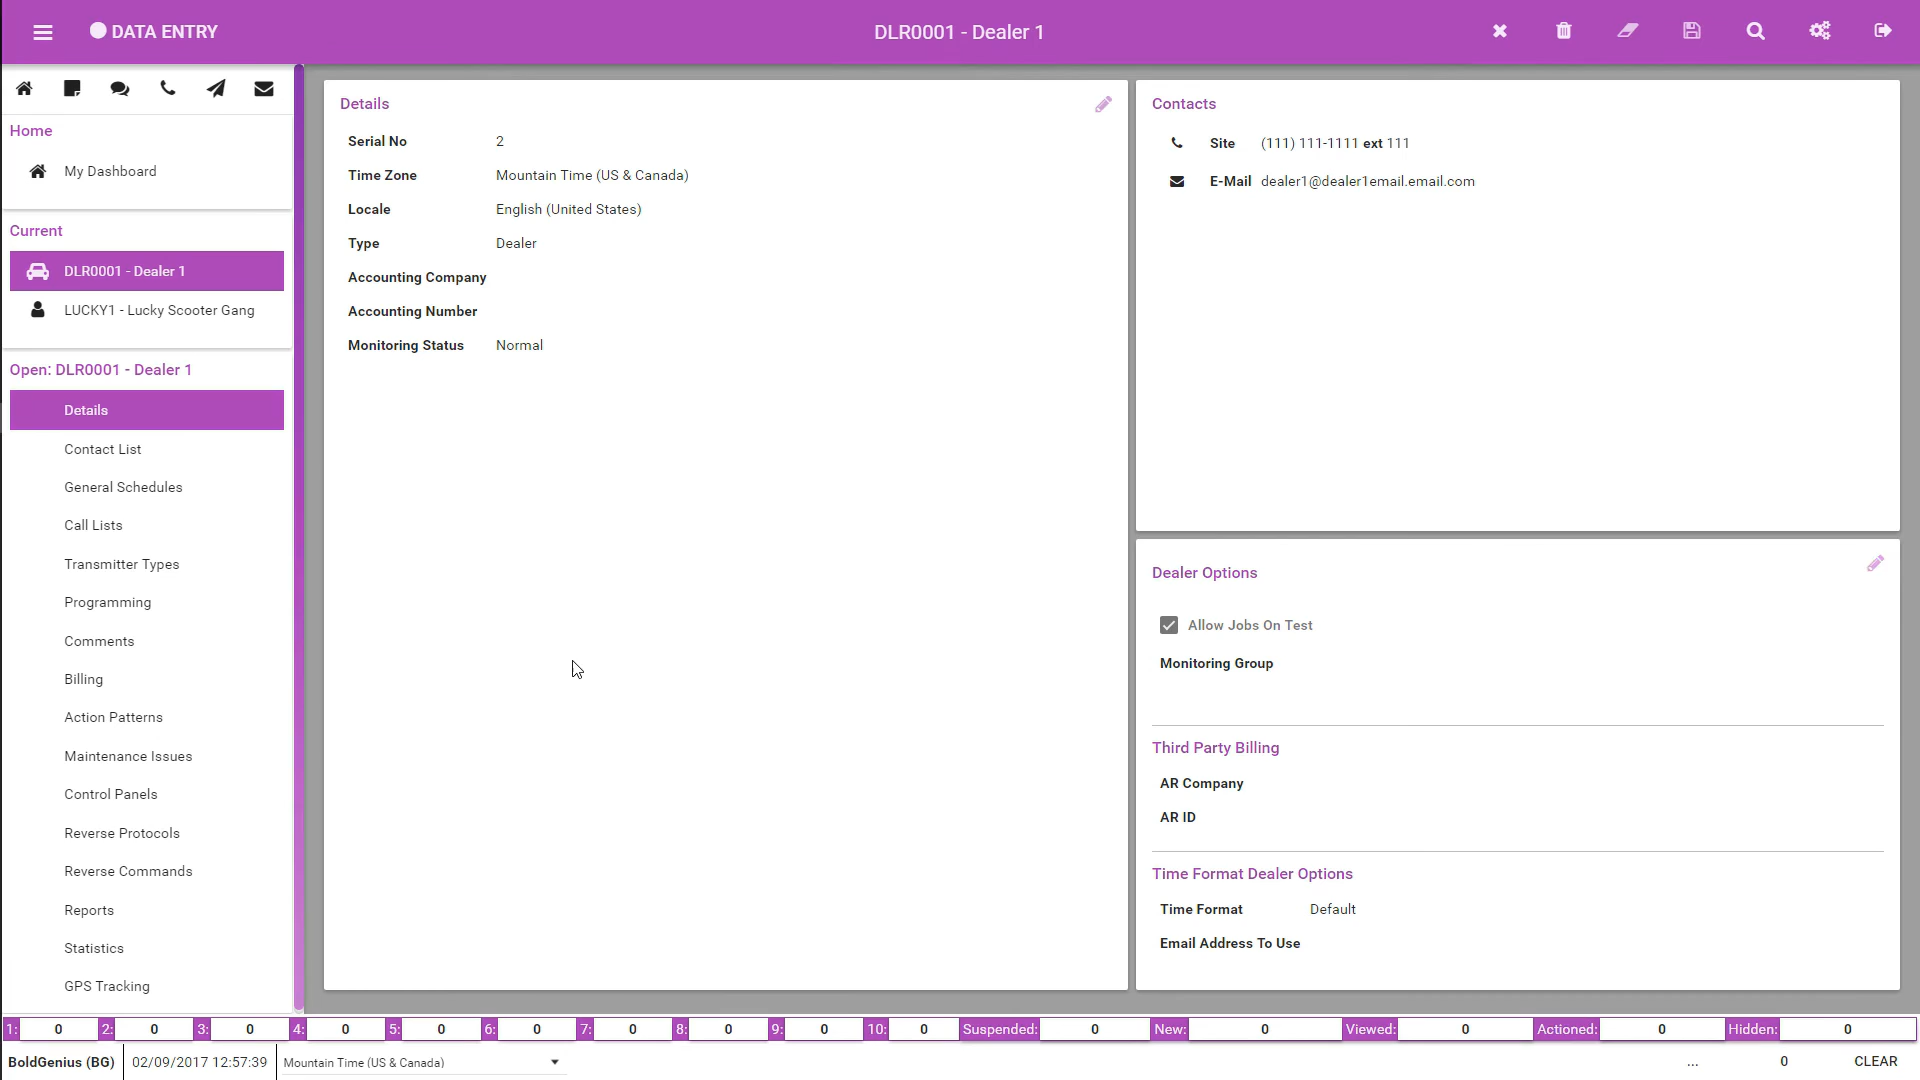 DATA ENTRY
DLR0001 - Dealer 1
Home
My Dashboard
Current
DLR0001 - Dealer 1
LUCKY1 - Lucky Scooter Gang
Open: DLR0001 - Dealer 1
Details
Contact List
General Schedules
Call Lists
Transmitter Types
Programming
Comments
Billing
Action Patterns
Maintenance Issues
Control Panels
Reverse Protocols
Reverse Commands
Reports
Statistics
GPS Tracking
Details
Serial No 2
Time Zone Mountain Time (US & Canada)
Locale English (United States)
Type Dealer
Accounting Company
Accounting Number
Monitoring Status Normal
Contacts
Site (111) 111-1111 ext 111
E-Mail dealer1@dealer1email.email.com
Dealer Options
Allow Jobs On Test
Monitoring Group
Third Party Billing
AR Company
AR ID
Time Format Dealer Options
Time Format Default
Email Address To Use
1: 0 2: 0 3: 0 4: 0 5: 0 6: 0 7: 0 8: 0 9: 0 10: 0 Suspended: 0 New: 0 Viewed: 0 Actioned: 0 Hidden: 0
BoldGenius (BG) 02/09/2017 12:57:39 Mountain Time (US & Canada) ... 0 CLEAR